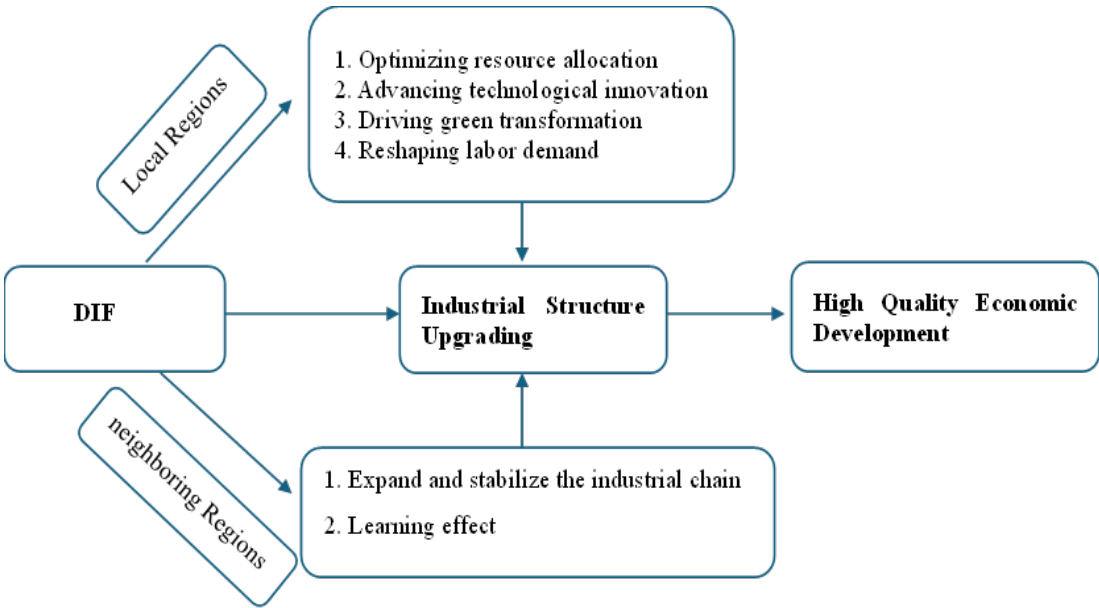 Local Regions
1. Optimizing resource allocation
2. Advancing technological innovation
3. Driving green transformation
4. Reshaping labor demand
DIF
Industrial Structure
Upgrading
High Quality Economic
Development
neighboring Regions
1. Expand and stabilize the industrial chain
2. Learning effect